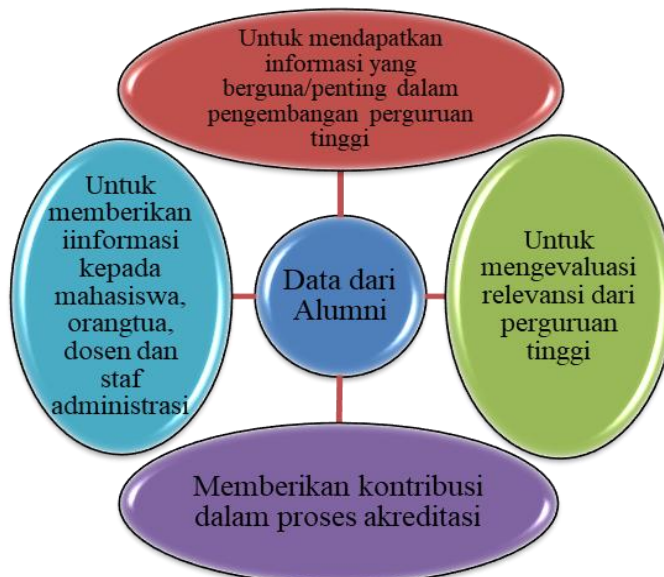 Untuk mendapatkan
informasi yang
berguna/penting dalam
pengembangan perguruan
tinggi
Untuk
memberikan
iinformasi
kepada
mahasiswa,
orangtua,
dosen dan
staf
administrasi
Data dari
Alumni
Untuk
mengevaluasi
relevansi dari
perguruan
tinggi
Memberikan kontribusi
dalam proses akreditasi